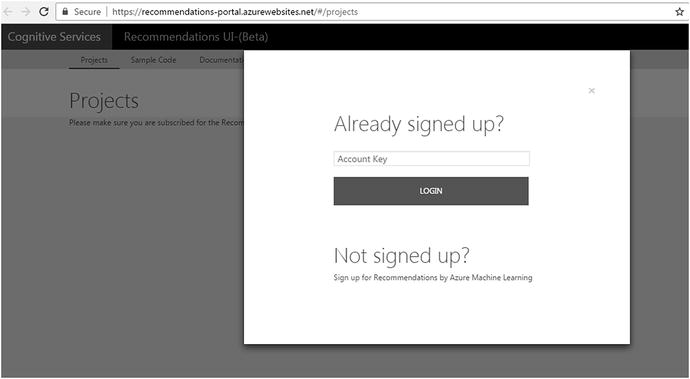 Secure https://recommendations-portal.azurewebsites.net/#/projects
Cognitive Services Recommendations UI-(Beta)
Projects Sample Code Documentati
Projects
Please make sure you are subscribed for the Recom
×
Already signed up?
Account Key
LOGIN
Not signed up?
Sign up for Recommendations by Azure Machine Learning